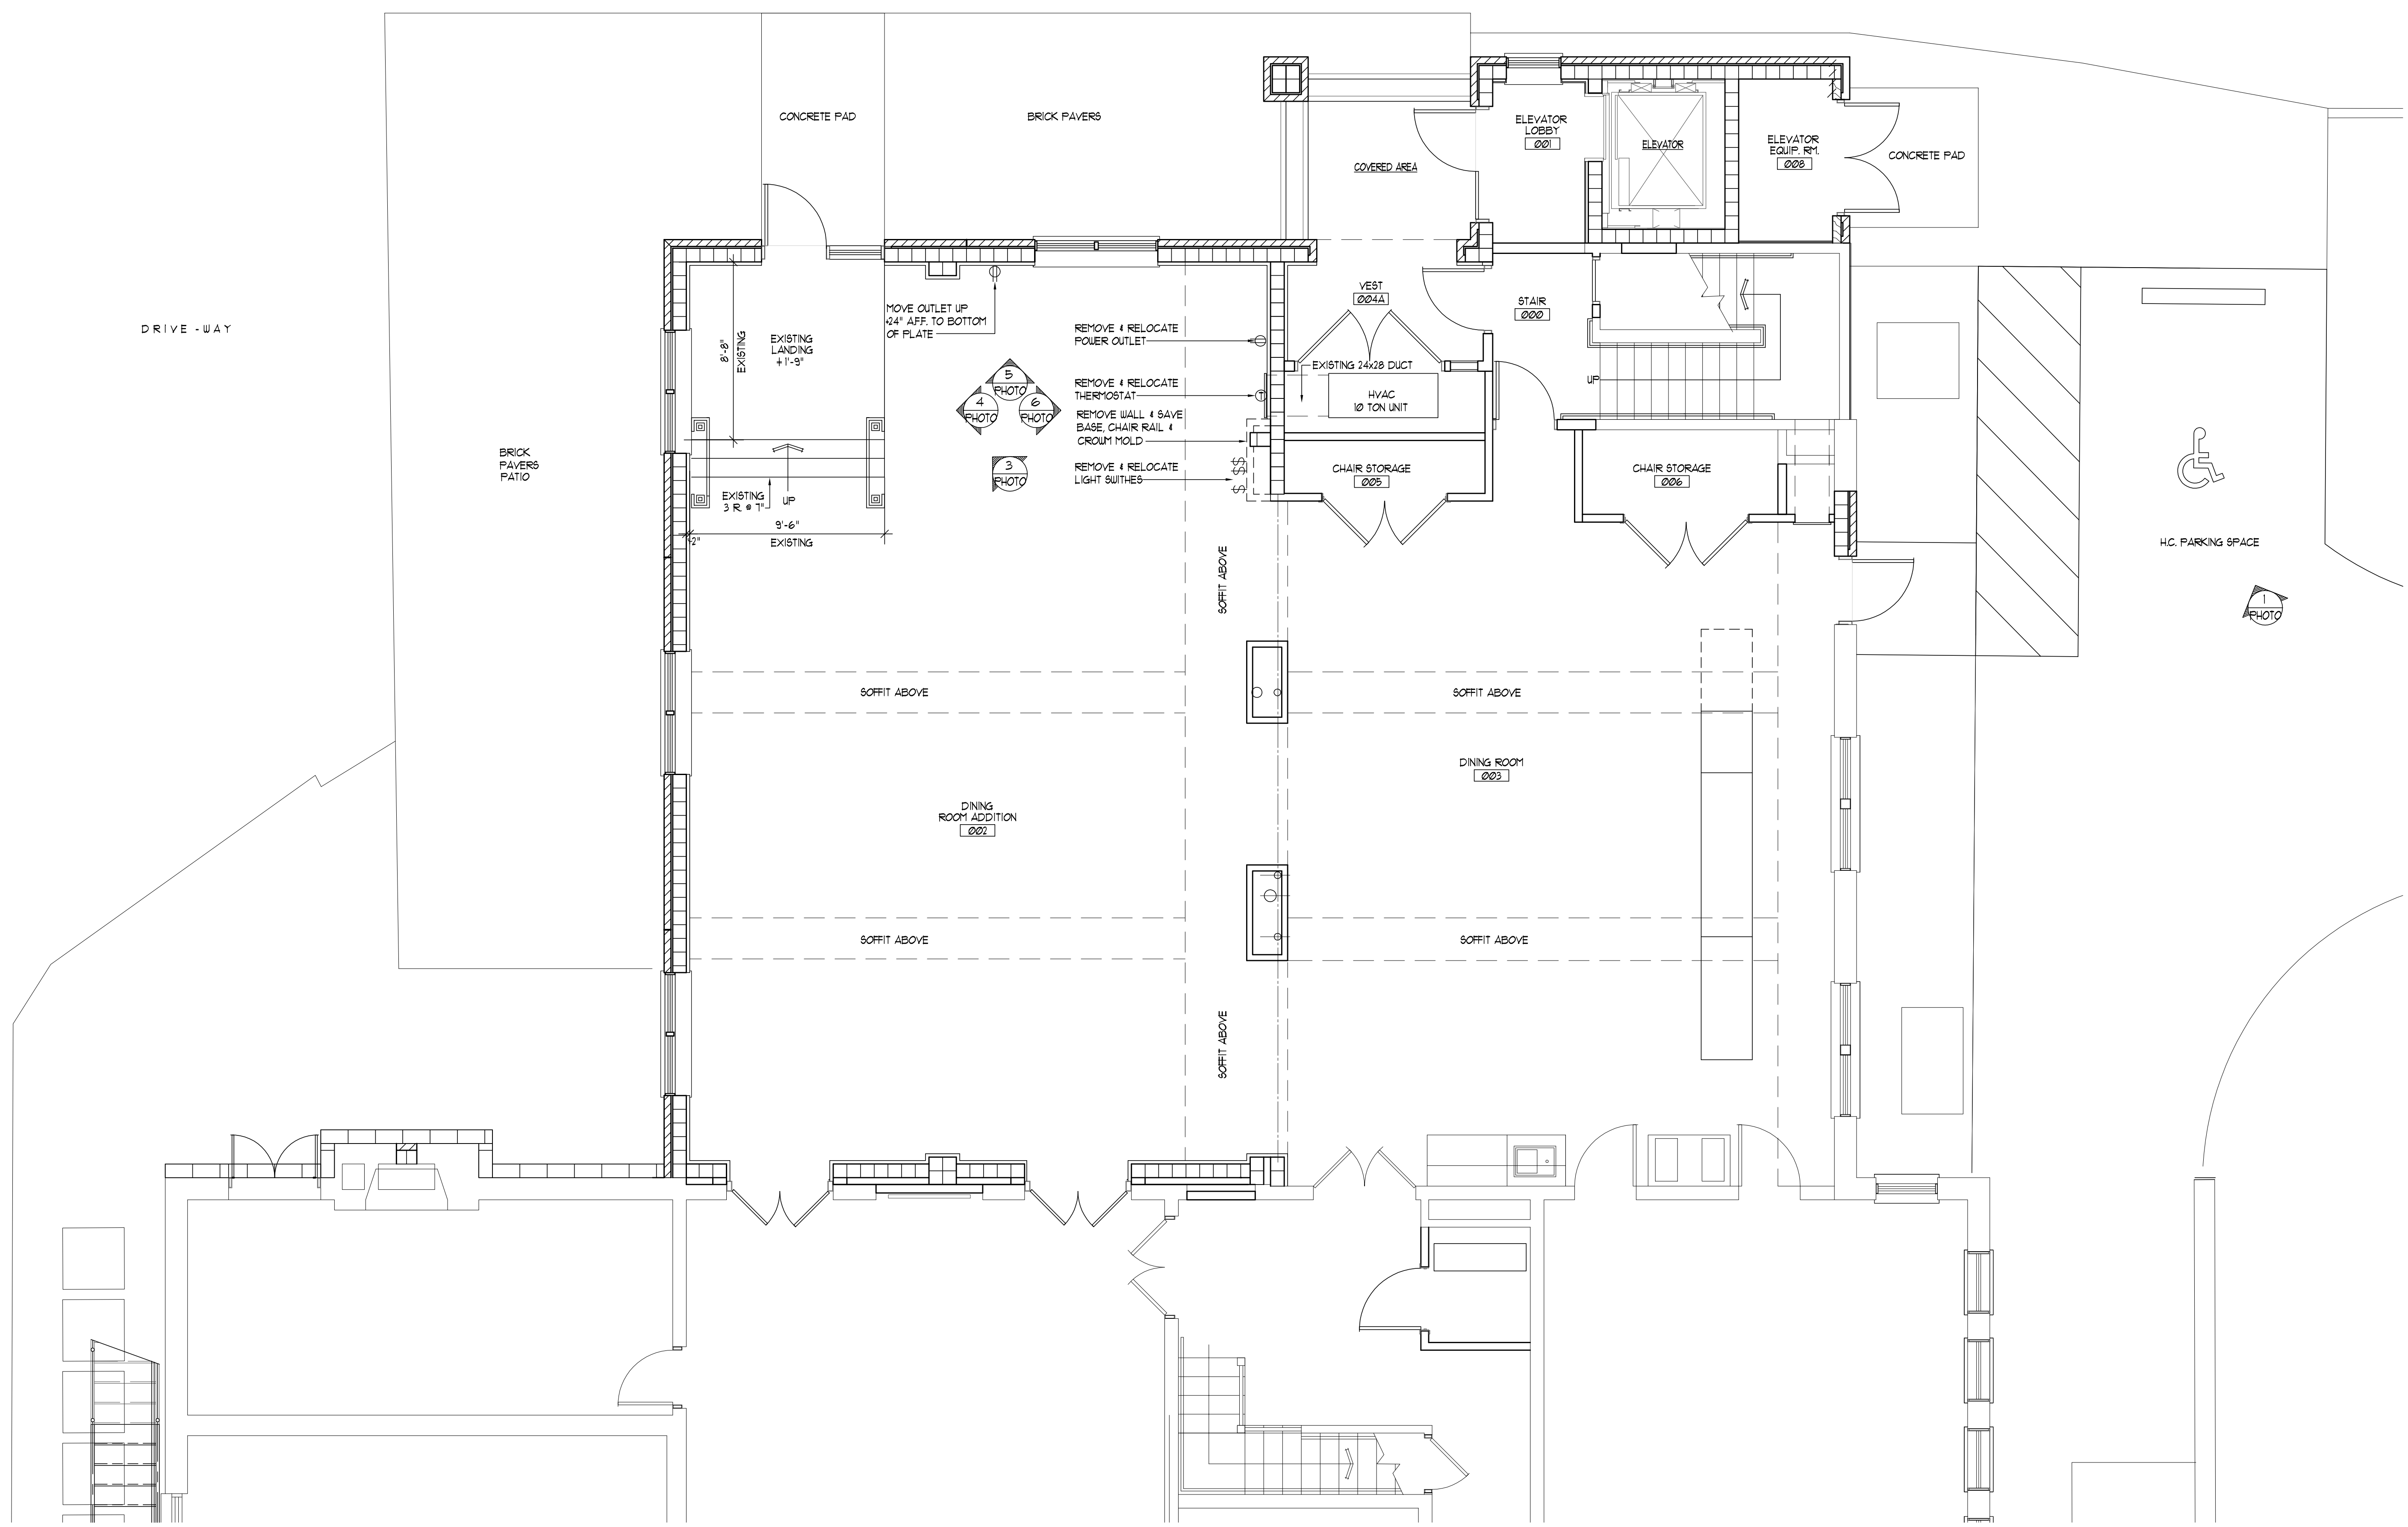 CONCRETE PAD
BRICK PAVERS
COVERED AREA
ELEVATOR
LOBBY
001
ELEVATOR
ELEVATOR
EQUIP. RM.
008
CONCRETE PAD
DRIVE-WAY
8'-8"
EXISTING
EXISTING
LANDING
+1'-9"
MOVE OUTLET UP
+24" A.F.F. TO BOTTOM
OF PLATE
REMOVE & RELOCATE
POWER OUTLET
REMOVE & RELOCATE
THERMOSTAT
T
REMOVE WALL & SAVE
BASE, CHAIR RAIL &
CROWM MOLD
REMOVE & RELOCATE
LIGHT SWITHES
$$
$
5
PHOTO
4
PHOTO
6
PHOTO
3
PHOTO
VEST
004A
EXISTING 24x28 DUCT
HVAC
10 TON UNIT
STAIR
000
UP
CHAIR STORAGE
005
CHAIR STORAGE
006
BRICK
PAVERS
PATIO
EXISTING
3 R @ 7"
UP
9'-6"
EXISTING
2"
SOFFIT ABOVE
H.C. PARKING SPACE
1
PHOTO
SOFFIT ABOVE
SOFFIT ABOVE
DINING ROOM
003
DINING
ROOM ADDITION
002
SOFFIT ABOVE
SOFFIT ABOVE
SOFFIT ABOVE